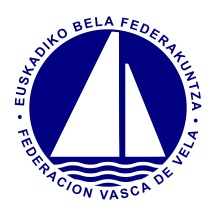 • EUSKADIKO BELA FEDERAKUNTZA •
FEDERACION VASCA DE VELA